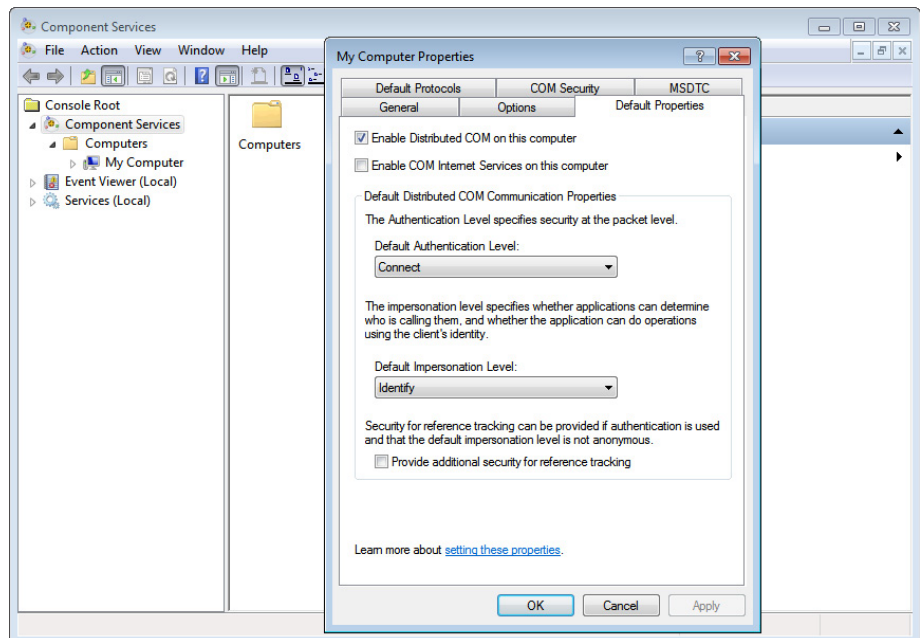 Component Services
File Action View Window Help
Console Root
Component Services
Computers
My Computer
Event Viewer (Local)
Services (Local)
Computers
My Computer Properties
Default Protocols COM Security MSDTC
General Options Default Properties
Enable Distributed COM on this computer
Enable COM Internet Services on this computer
Default Distributed COM Communication Properties
The Authentication Level specifies security at the packet level.
Default Authentication Level:
Connect
The impersonation level specifies whether applications can determine
who is calling them, and whether the application can do operations
using the client's identity.
Default Impersonation Level:
Identify
Security for reference tracking can be provided if authentication is used
and that the default impersonation level is not anonymous.
Provide additional security for reference tracking
Learn more about setting these properties.
OK Cancel Apply